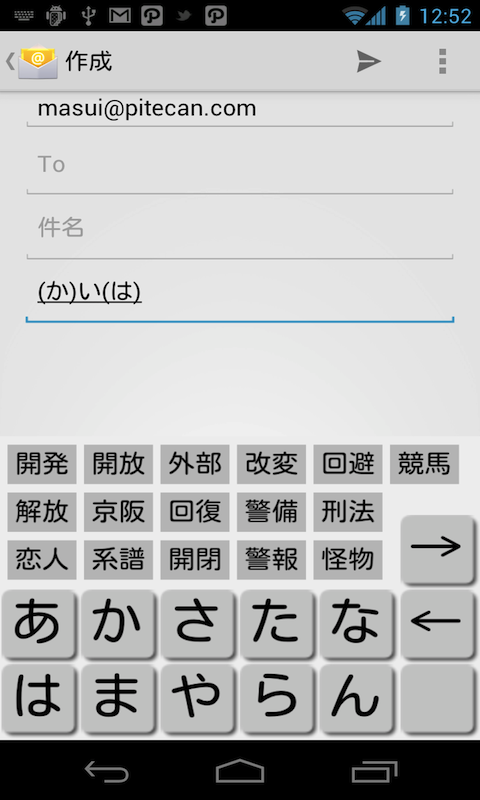 12:52
作成
masui@pitecan.com
To
件名
(か)い(は)
開発 開放 外部 改変 回避 競馬
解放 京阪 回復 警備 刑法
恋人 系譜 開閉 警報 怪物 →
あ か さ た な ←
は ま や ら ん